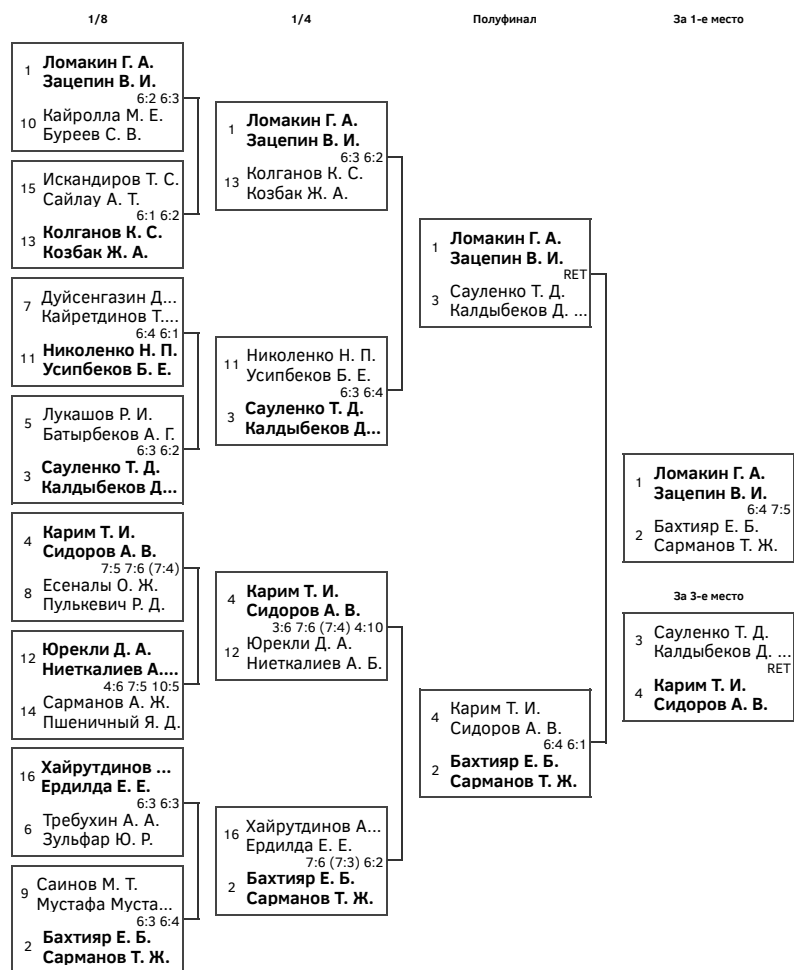 1/8
1/4
Полуфинал
За 1-е место
1
Ломакин Г. А.
Зацепин В. И.
6:2 6:3
10
Кайролла М. Е.
Буреев С. В.
15
Искандиров Т. С.
Сайлау А. Т.
6:1 6:2
13
Колганов К. С.
Козбак Ж. А.
7
Дуйсенгазин Д...
Кайретдинов Т....
6:4 6:1
11
Николенко Н. П.
Усипбеков Б. Е.
5
Лукашов Р. И.
Батырбеков А. Г.
6:3 6:2
3
Сауленко Т. Д.
Калдыбеков Д...
4
Карим Т. И.
Сидоров А. В.
7:5 7:6 (7:4)
8
Есеналы О. Ж.
Пулькевич Р. Д.
12
Юрекли Д. А.
Ниеткалиев А....
4:6 7:5 10:5
14
Сарманов А. Ж.
Пшеничный Я. Д.
16
Хайрутдинов ...
Ердилда Е. Е.
6:3 6:3
6
Требухин А. А.
Зульфар Ю. Р.
9
Саинов М. Т.
Мустафа Муста...
6:3 6:4
2
Бахтияр Е. Б.
Сарманов Т. Ж.
1
Ломакин Г. А.
Зацепин В. И.
6:3 6:2
13
Колганов К. С.
Козбак Ж. А.
11
Николенко Н. П.
Усипбеков Б. Е.
6:3 6:4
3
Сауленко Т. Д.
Калдыбеков Д...
4
Карим Т. И.
Сидоров А. В.
3:6 7:6 (7:4) 4:10
12
Юрекли Д. А.
Ниеткалиев А. Б.
16
Хайрутдинов А...
Ердилда Е. Е.
7:6 (7:3) 6:2
2
Бахтияр Е. Б.
Сарманов Т. Ж.
1
Ломакин Г. А.
Зацепин В. И.
RET
3
Сауленко Т. Д.
Калдыбеков Д. ...
4
Карим Т. И.
Сидоров А. В.
6:4 6:1
2
Бахтияр Е. Б.
Сарманов Т. Ж.
1
Ломакин Г. А.
Зацепин В. И.
6:4 7:5
2
Бахтияр Е. Б.
Сарманов Т. Ж.
За 3-е место
3
Сауленко Т. Д.
Калдыбеков Д. ...
RET
4
Карим Т. И.
Сидоров А. В.